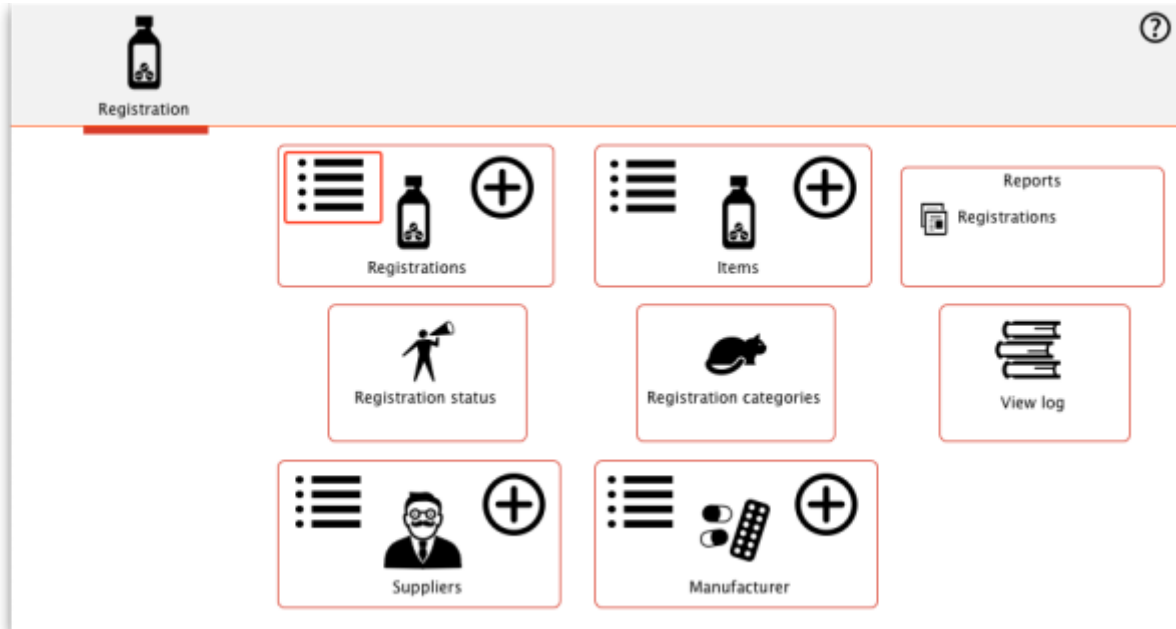 ?
Registration
Registrations
Items
Reports
Registrations
Registration status
Registration categories
View log
Suppliers
Manufacturer